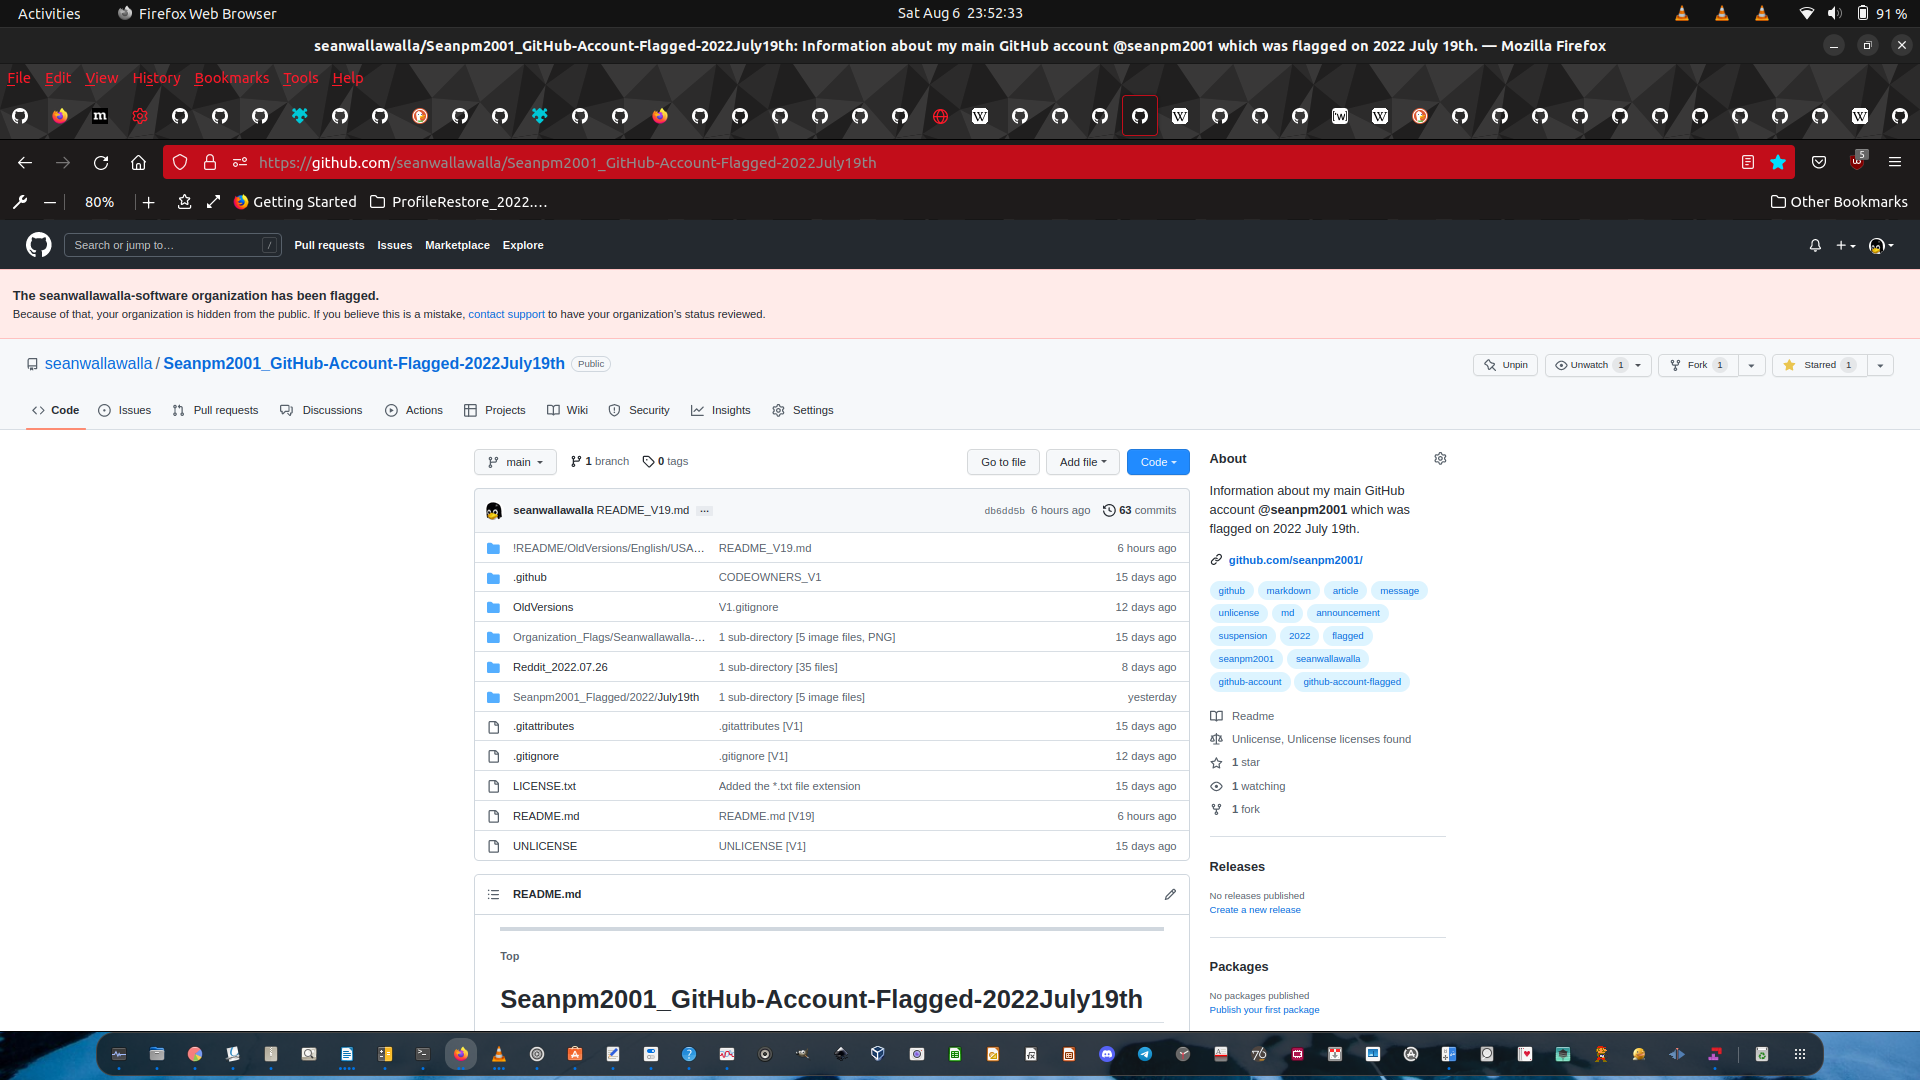 Activities
Firefox Web Browser
Sat Aug 6 23:52:33
91 %
seanwallawalla/Seanpm2001_GitHub-Account-Flagged-2022July19th: Information about my main GitHub account @seanpm2001 which was flagged on 2022 July 19th. — Mozilla Firefox
File Edit View History Bookmarks Tools Help
https://github.com/seanwallawalla/Seanpm2001_GitHub-Account-Flagged-2022July19th
5
80%
Getting Started
ProfileRestore_2022.…
Other Bookmarks
Search or jump to…
/
Pull requests Issues Marketplace Explore
The seanwallawalla-software organization has been flagged.
Because of that, your organization is hidden from the public. If you believe this is a mistake, contact support to have your organization's status reviewed.
seanwallawalla / Seanpm2001_GitHub-Account-Flagged-2022July19th Public
Unpin
Unwatch 1
Fork 1
Starred 1
Code
Issues
Pull requests
Discussions
Actions
Projects
Wiki
Security
Insights
Settings
main
1 branch
0 tags
Go to file
Add file
Code
seanwallawalla README_V19.md ... db6dd5b 6 hours ago 63 commits
!README/OldVersions/English/USA… README_V19.md 6 hours ago
.github CODEOWNERS_V1 15 days ago
OldVersions V1.gitignore 12 days ago
Organization_Flags/Seanwallawalla-… 1 sub-directory [5 image files, PNG] 15 days ago
Reddit_2022.07.26 1 sub-directory [35 files] 8 days ago
Seanpm2001_Flagged/2022/July19th 1 sub-directory [5 image files] yesterday
.gitattributes .gitattributes [V1] 15 days ago
.gitignore .gitignore [V1] 12 days ago
LICENSE.txt Added the *.txt file extension 15 days ago
README.md README.md [V19] 6 hours ago
UNLICENSE UNLICENSE [V1] 15 days ago
README.md
Top
Seanpm2001_GitHub-Account-Flagged-2022July19th
About
Information about my main GitHub
account @seanpm2001 which was
flagged on 2022 July 19th.
github.com/seanpm2001/
github markdown article message
unlicense md announcement
suspension 2022 flagged
seanpm2001 seanwallawalla
github-account github-account-flagged
Readme
Unlicense, Unlicense licenses found
1 star
1 watching
1 fork
Releases
No releases published
Create a new release
Packages
No packages published
Publish your first package